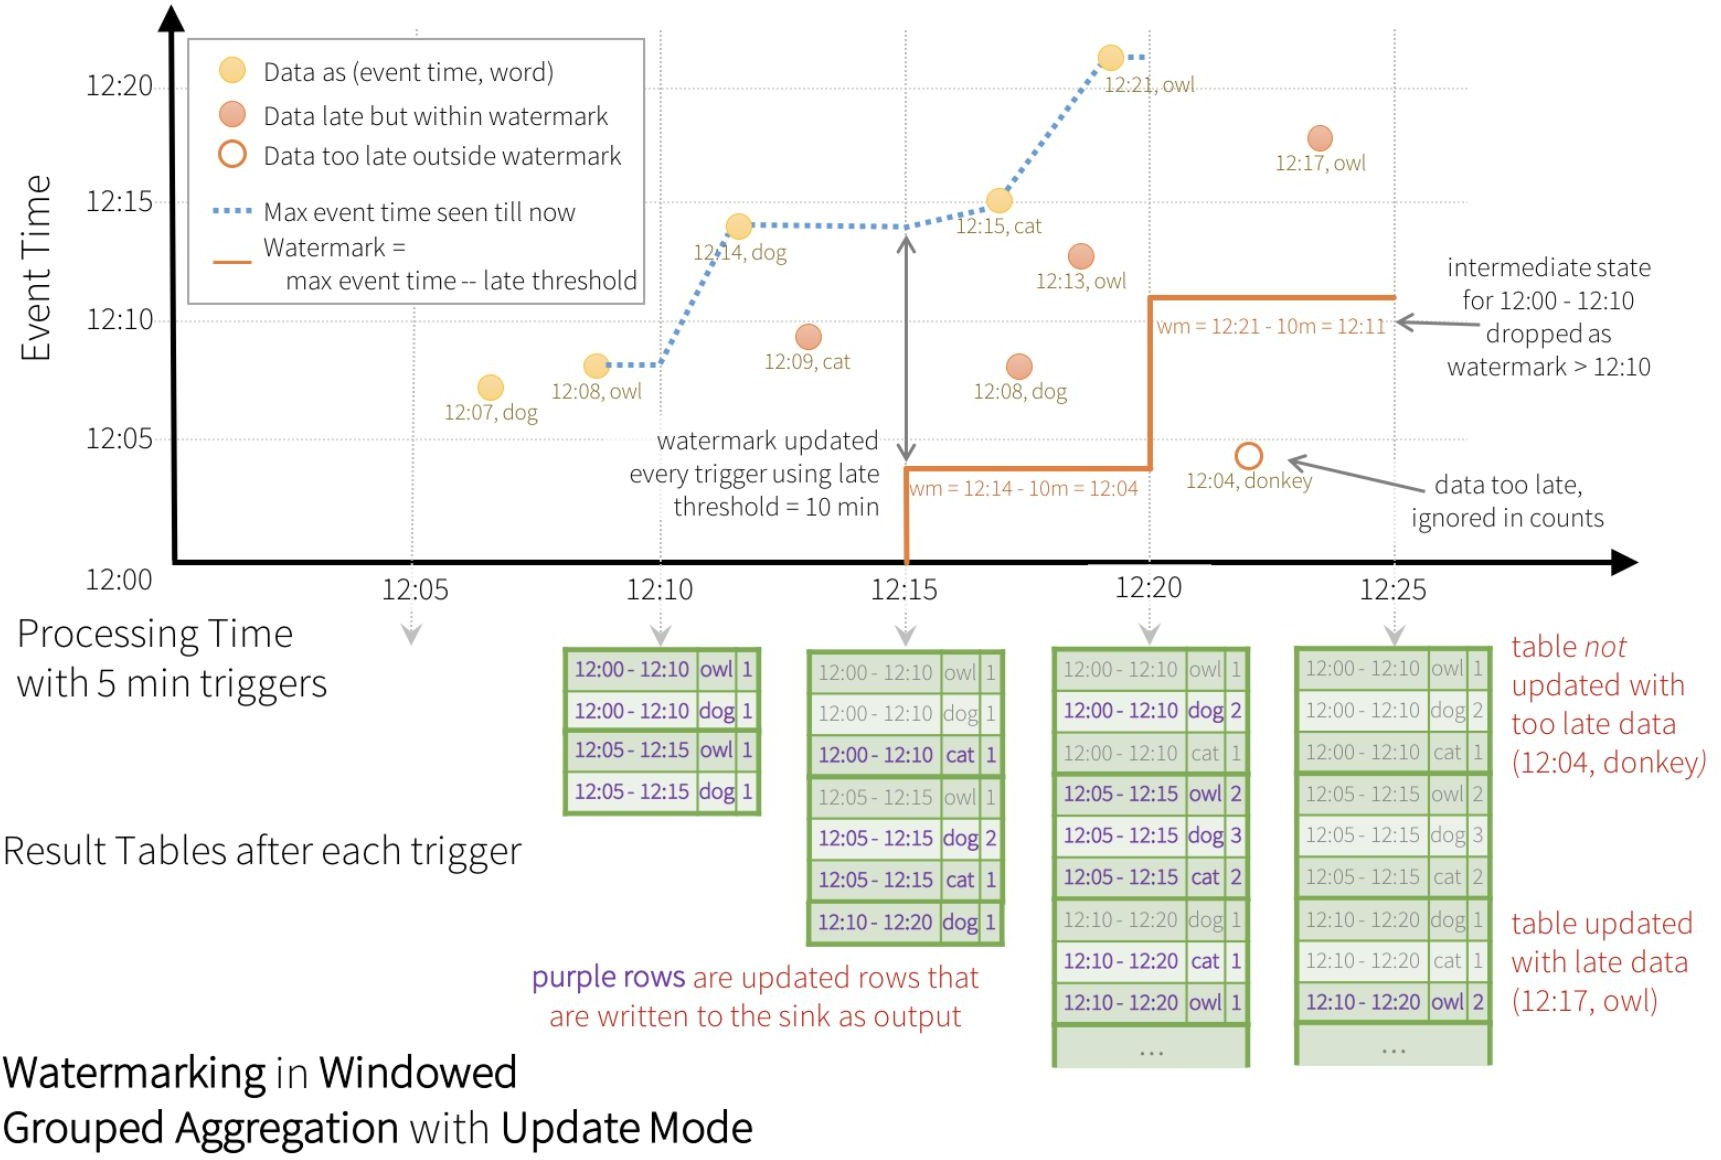 Data as (event time, word)
Data late but within watermark
Data too late outside watermark
Max event time seen till now
Watermark =
max event time -- late threshold
Event Time
12:20
12:15
12:10
12:05
12:00
12:07, dog
12:08, owl
12:14, dog
12:09, cat
12:15, cat
12:13, owl
12:08, dog
12:21, owl
12:17, owl
12:04, donkey
watermark updated
every trigger using late
threshold = 10 min
wm = 12:14 - 10m = 12:04
wm = 12:21 - 10m = 12:11
intermediate state
for 12:00 - 12:10
dropped as
watermark > 12:10
data too late,
ignored in counts
12:05
12:10
12:15
12:20
12:25
Processing Time
with 5 min triggers
Result Tables after each trigger
12:00 - 12:10 owl 1
12:00 - 12:10 dog 1
12:05 - 12:15 owl 1
12:05 - 12:15 dog 1
12:00 - 12:10 owl 1
12:00 - 12:10 dog 1
12:00 - 12:10 cat 1
12:05 - 12:15 owl 1
12:05 - 12:15 dog 2
12:05 - 12:15 cat 1
12:10 - 12:20 dog 1
12:00 - 12:10 owl 1
12:00 - 12:10 dog 2
12:00 - 12:10 cat 1
12:05 - 12:15 owl 2
12:05 - 12:15 dog 3
12:05 - 12:15 cat 2
12:10 - 12:20 dog 1
12:10 - 12:20 cat 1
12:10 - 12:20 owl 1
...
12:00 - 12:10 owl 1
12:00 - 12:10 dog 2
12:00 - 12:10 cat 1
12:05 - 12:15 owl 2
12:05 - 12:15 dog 3
12:05 - 12:15 cat 2
12:10 - 12:20 dog 1
12:10 - 12:20 cat 1
12:10 - 12:20 owl 2
...
table not
updated with
too late data
(12:04, donkey)
table updated
with late data
(12:17, owl)
purple rows are updated rows that
are written to the sink as output
Watermarking in Windowed
Grouped Aggregation with Update Mode